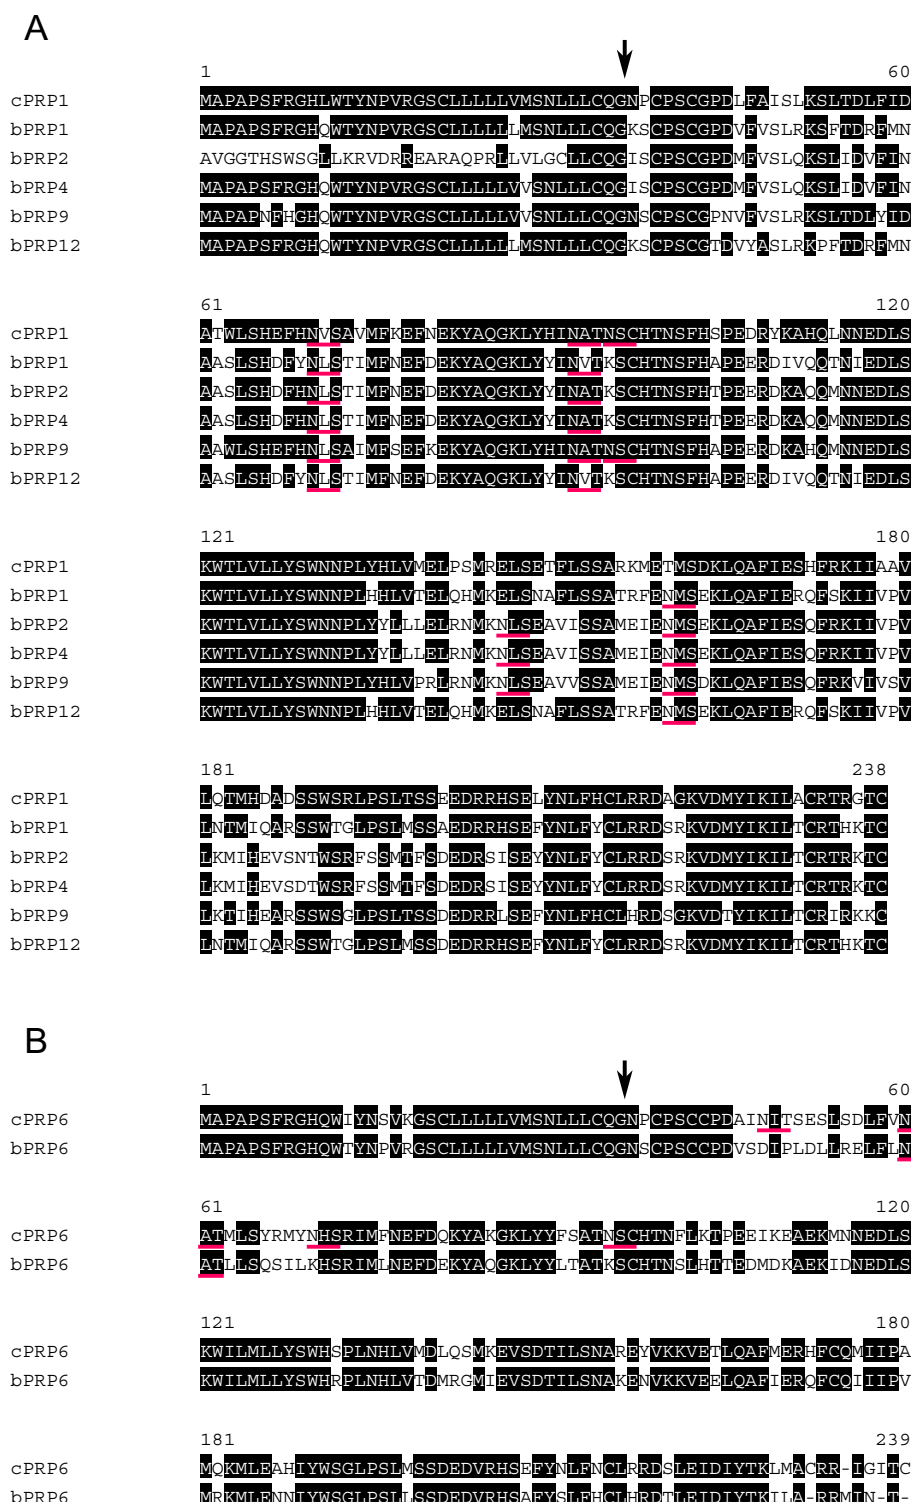 A
1 60
cPRP1 MAPAPSFRGHLWTYNPVRGSCLLLLLVMSNLLLCQGNPCPSCGPDLFAISLKSLTDLFID
bPRP1 MAPAPSFRGHQWTYNPVRGSCLLLLLLMSNLLLCQGKSCPSCGPDVFVSLRKSFTDRFMN
bPRP2 AVGGTHSWSGLLKRVDRREARAQPRLLVLGCLLCQGISCPSCGPDMFVSLQKSLIDVFIN
bPRP4 MAPAPSFRGHQWTYNPVRGSCLLLLLVVSNLLLCQGISCPSCGPDMFVSLQKSLIDVFIN
bPRP9 MAPAPNFHGHQWTYNPVRGSCLLLLLVVSNLLLCQGNSCPSCGPNVFVSLRKSLTDLYID
bPRP12 MAPAPSFRGHQWTYNPVRGSCLLLLLLMSNLLLCQGKSCPSCGTDVYASLRKPFTDRFMN
61 120
cPRP1 ATWLSHEFHNVSAVMFKEFNEKYAQGKLYHINATNSCHTNSFHSPEDRYKAHQLNNEDLS
bPRP1 AASLSHDFYNLSTIMFNEFDEKYAQGKLYYINVTKSCHTNSFHAPEERDIVQQTNIEDLS
bPRP2 AASLSHDFHNLSTIMFNEFDEKYAQGKLYYINATKSCHTNSFHTPEERDKAQQMNNEDLS
bPRP4 AASLSHDFHNLSTIMFNEFDEKYAQGKLYYINATKSCHTNSFHTPEERDKAQQMNNEDLS
bPRP9 AAWLSHEFHNLSAIMFSEFKEKYAQGKLYHINATNSCHTNSFHAPEERDKAHQMNNEDLS
bPRP12 AASLSHDFYNLSTIMFNEFDEKYAQGKLYYINVTKSCHTNSFHAPEERDIVQQTNIEDLS
121 180
cPRP1 KWTLVLLYSWNNPLYHLVMELPSMRELSETFLSSARKMETMSDKLQAFIESHFRKIIAAV
bPRP1 KWTLVLLYSWNNPLHHLVTELQHMKELSNAFLSSATRFENMSEKLQAFIERQFSKIIVPV
bPRP2 KWTLVLLYSWNNPLYYLLLELRNMKNLSEAVISSAMEIENMSEKLQAFIESQFRKIIVPV
bPRP4 KWTLVLLYSWNNPLYYLLLELRNMKNLSEAVISSAMEIENMSEKLQAFIESQFRKIIVPV
bPRP9 KWTLVLLYSWNNPLYHLVPRLRNMKNLSEAVVSSAMEIENMSDKLQAFIESQFRKVIVSV
bPRP12 KWTLVLLYSWNNPLHHLVTELQHMKELSNAFLSSATRFENMSEKLQAFIERQFSKIIVPV
181 238
cPRP1 LQTMHDADSSWSRLPSLTSSEEDRRHSELYNLFHCLRRDAGKVDMYIKILACRTRGTC
bPRP1 LNTMIQARSSWTGLPSLMSSAEDRRHSEFYNLFYCLRRDSRKVDMYIKILTCRTHKTC
bPRP2 LKMIHEVSNTWSRFSSMTFSDEDRSISEYYNLFYCLRRDSRKVDMYIKILTCRTRKTC
bPRP4 LKMIHEVSDTWSRFSSMTFSDEDRSISEYYNLFYCLRRDSRKVDMYIKILTCRTRKTC
bPRP9 LKTIHEARSSWSGLPSLTSSDEDRRLSEFYNLFHCLHRDSGKVDTYIKILTCRIRKKC
bPRP12 LNTMIQARSSWTGLPSLMSSDEDRRHSEFYNLFYCLRRDSRKVDMYIKILTCRTHKTC
B
1 60
cPRP6 MAPAPSFRGHQWIYNSVKGSCLLLLLVMSNLLLCQGNPCPSCCPDAINITSESLSDLFVN
bPRP6 MAPAPSFRGHQWTYNPVRGSCLLLLLVMSNLLLCQGNSCPSCCPDVSDIPLDLLRELFLN
61 120
cPRP6 ATMLSYRMYNHSRIMFNEFDQKYAKGKLYYFSATNSCHTNFLKTPEEIKEAEKMNNEDLS
bPRP6 ATLLSQSILKHSRIMLNEFDEKYAQGKLYYLTATKSCHTNSLHTTEDMDKAEKIDNEDLS
121 180
cPRP6 KWILMLLYSWHSPLNHLVMDLQSMKEVSDTILSNAREYVKKVETLQAFMERHFCQMIIPA
bPRP6 KWILMLLYSWHRPLNHLVTDMRGMIEVSDTILSNAKENVKKVEELQAFIERQFCQIIIPV
181 239
cPRP6 MQKMLEAHIYWSGLPSLMSSDEDVRHSEFYNLFNCLRRDSLEIDIYTKLMACRR-IGITC
bPRP6 MRKMLENNIYWSGLPSLLSSDEDVRHSAFYSLFHCLHRDTLEIDIYTKILA-RRMIN-T-